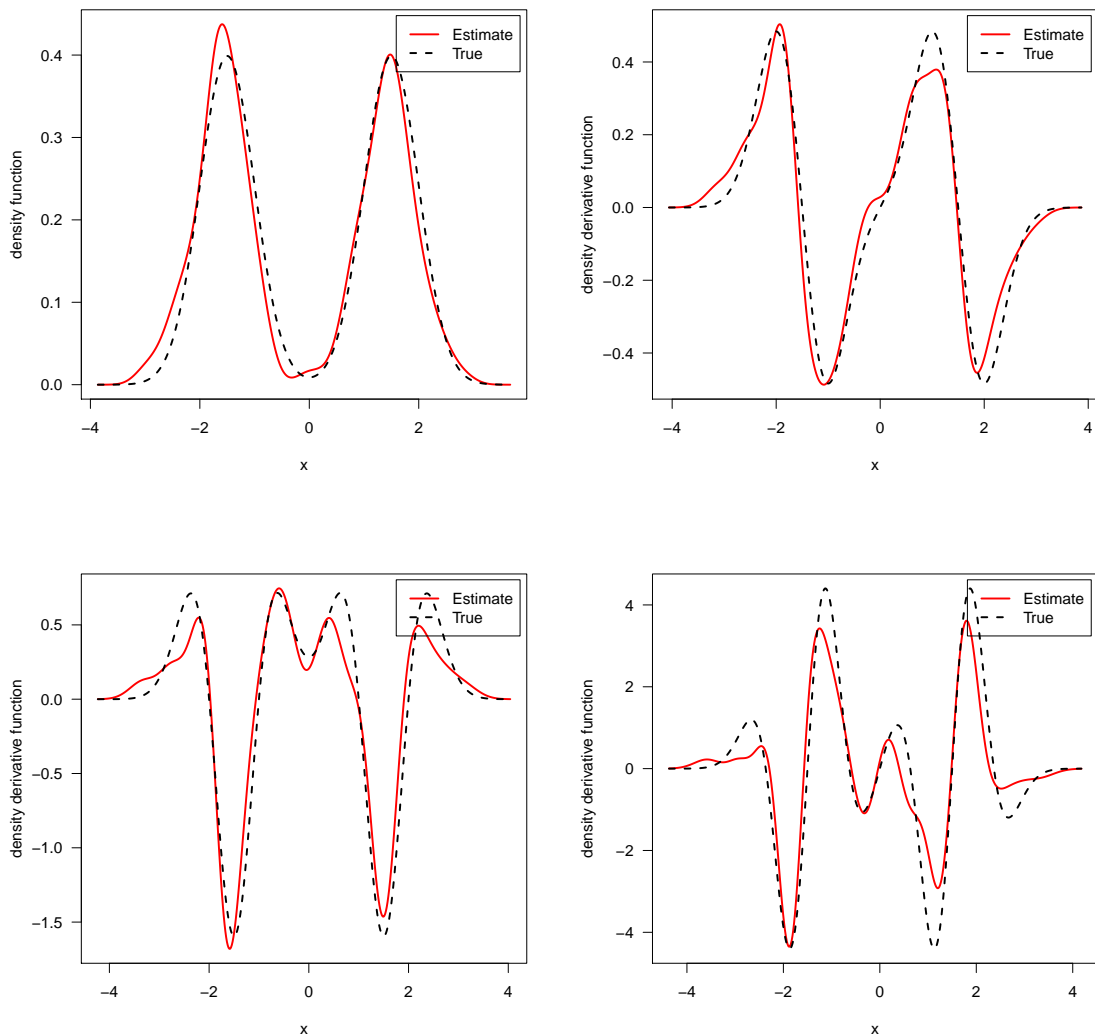 density function
0.0
0.1
0.2
0.3
0.4
−4
−2
0
2
x
Estimate
True
density derivative function
−0.4
−0.2
0.0
0.2
0.4
−4
−2
0
2
4
x
Estimate
True
density derivative function
−1.5
−1.0
−0.5
0.0
0.5
−4
−2
0
2
4
x
Estimate
True
density derivative function
−4
−2
0
2
4
−4
−2
0
2
4
x
Estimate
True